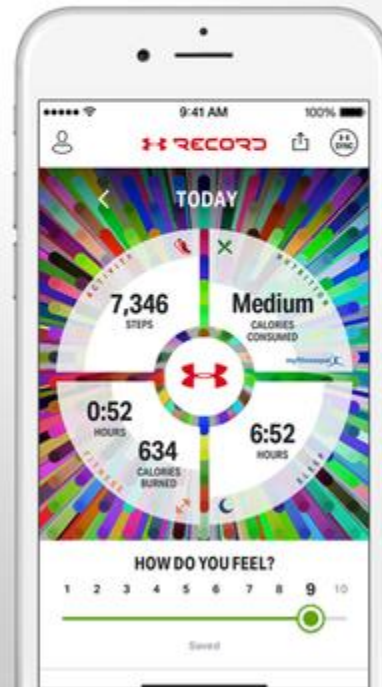 9:41 AM
100%
RECORD
TODAY
ACTIVITY
NUTRITION
7,346
STEPS
Medium
CALORIES
CONSUMED
myfitnesspal
0:52
HOURS
634
CALORIES
BURNED
6:52
HOURS
FITNESS
SLEEP
HOW DO YOU FEEL?
1 2 3 4 5 6 7 8 9 10
Saved